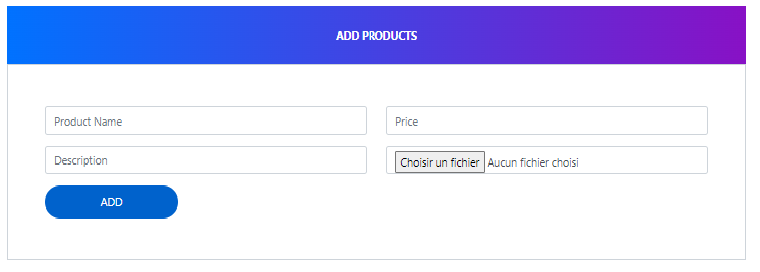 ADD PRODUCTS
Product Name
Price
Description
Choisir un fichier Aucun fichier choisi
ADD